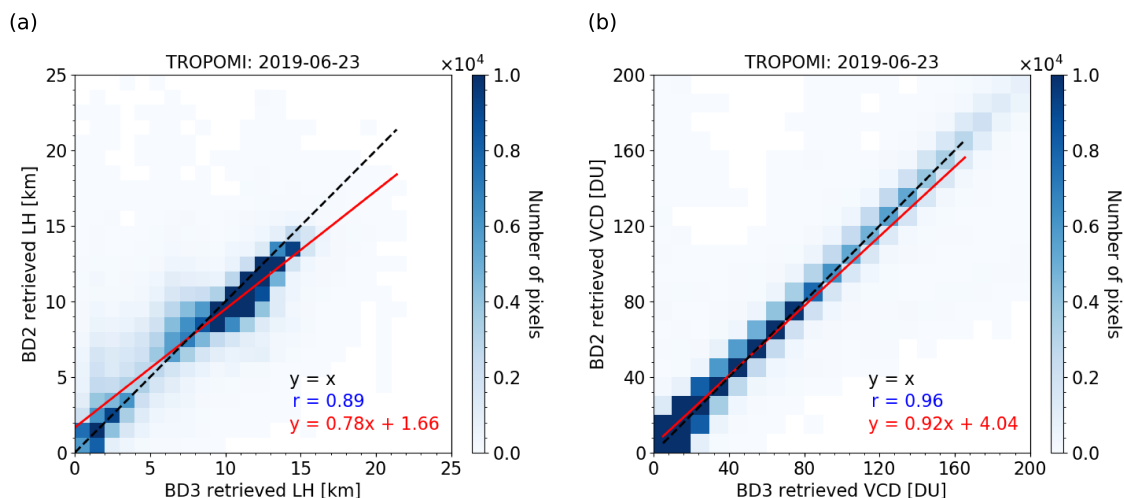 (a)
TROPOMI: 2019-06-23
×10⁴
25
20
15
10
5
0
BD2 retrieved LH [km]
0 5 10 15 20 25
BD3 retrieved LH [km]
y = x
r = 0.89
y = 0.78x + 1.66
1.0
0.8
0.6
0.4
0.2
0.0
Number of pixels
(b)
TROPOMI: 2019-06-23
×10⁴
200
160
120
80
40
0
BD2 retrieved VCD [DU]
0 40 80 120 160 200
BD3 retrieved VCD [DU]
y = x
r = 0.96
y = 0.92x + 4.04
1.0
0.8
0.6
0.4
0.2
0.0
Number of pixels